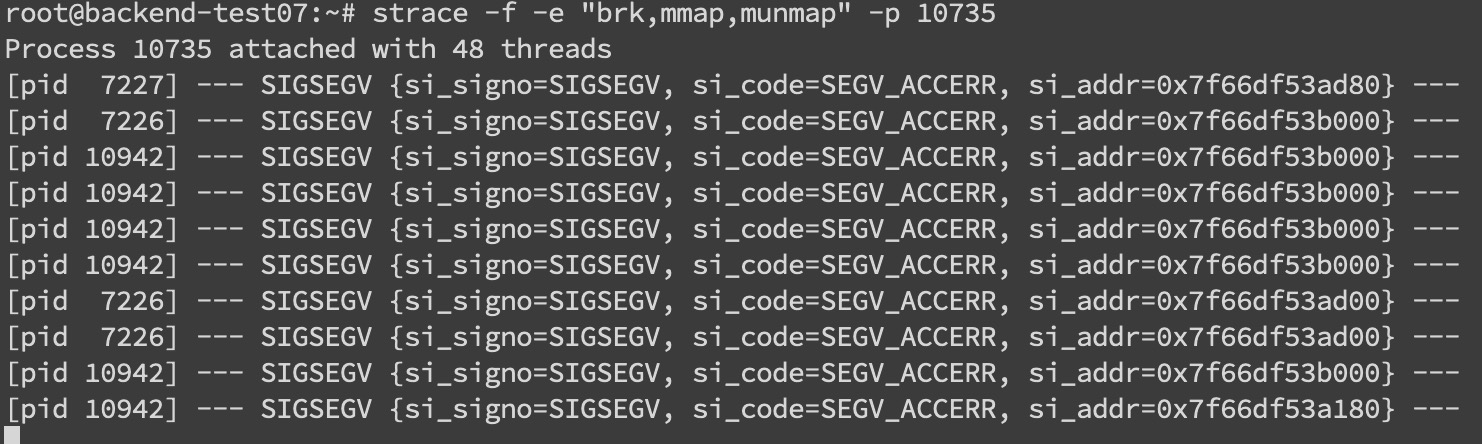 root@backend-test07:~# strace -f -e "brk,mmap,munmap" -p 10735
Process 10735 attached with 48 threads
[pid  7227] --- SIGSEGV {si_signo=SIGSEGV, si_code=SEGV_ACCERR, si_addr=0x7f66df53ad80} ---
[pid  7226] --- SIGSEGV {si_signo=SIGSEGV, si_code=SEGV_ACCERR, si_addr=0x7f66df53b000} ---
[pid 10942] --- SIGSEGV {si_signo=SIGSEGV, si_code=SEGV_ACCERR, si_addr=0x7f66df53b000} ---
[pid 10942] --- SIGSEGV {si_signo=SIGSEGV, si_code=SEGV_ACCERR, si_addr=0x7f66df53b000} ---
[pid 10942] --- SIGSEGV {si_signo=SIGSEGV, si_code=SEGV_ACCERR, si_addr=0x7f66df53b000} ---
[pid 10942] --- SIGSEGV {si_signo=SIGSEGV, si_code=SEGV_ACCERR, si_addr=0x7f66df53b000} ---
[pid  7226] --- SIGSEGV {si_signo=SIGSEGV, si_code=SEGV_ACCERR, si_addr=0x7f66df53ad00} ---
[pid  7226] --- SIGSEGV {si_signo=SIGSEGV, si_code=SEGV_ACCERR, si_addr=0x7f66df53ad00} ---
[pid 10942] --- SIGSEGV {si_signo=SIGSEGV, si_code=SEGV_ACCERR, si_addr=0x7f66df53b000} ---
[pid 10942] --- SIGSEGV {si_signo=SIGSEGV, si_code=SEGV_ACCERR, si_addr=0x7f66df53a180} ---